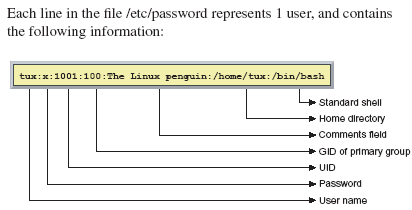 Each line in the file /etc/password represents 1 user, and contains
the following information:
tux:x:1001:100:The Linux penguin:/home/tux:/bin/bash
Standard shell
Home directory
Comments field
GID of primary group
UID
Password
User name